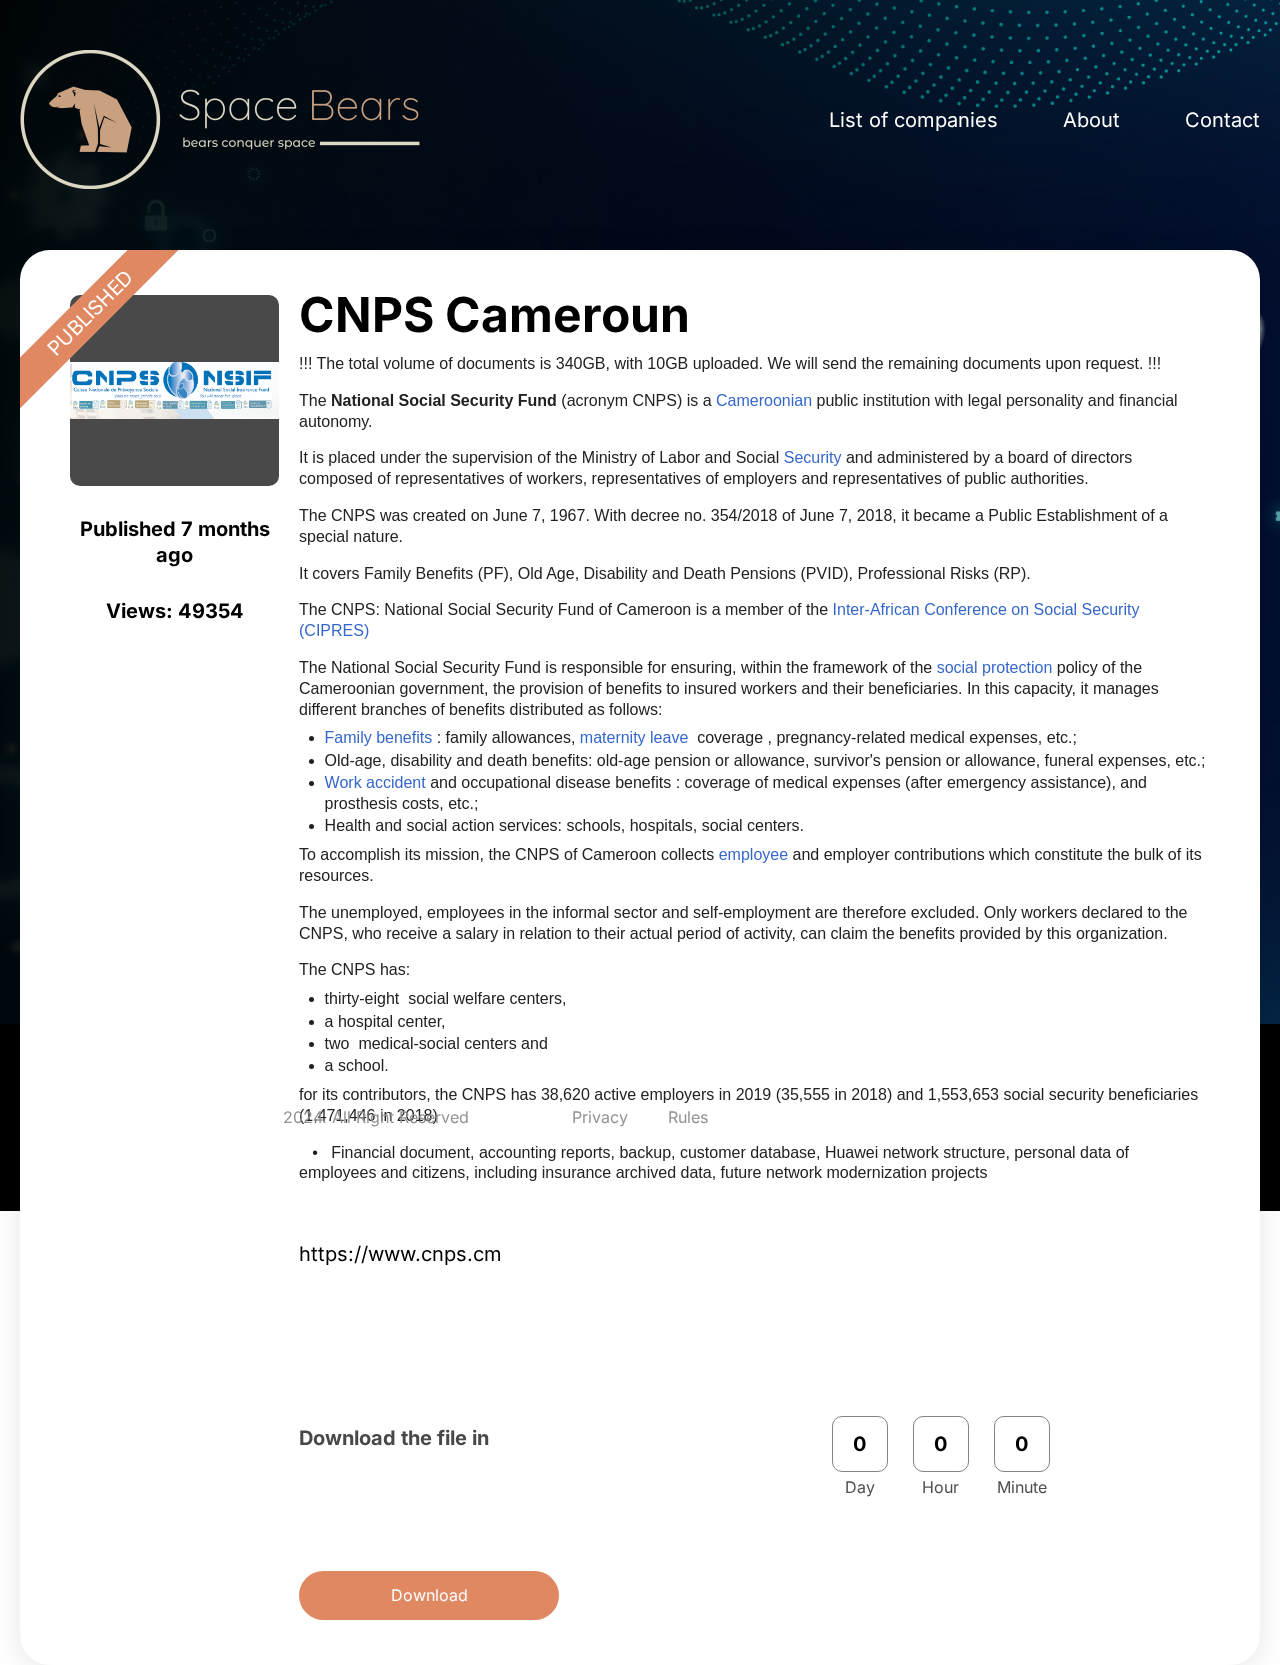 Space Bears
bears conquer space
List of companies
About
Contact
PUBLISHED
CNPS NSIF
Caisse Nationale de Prévoyance Sociale
National Social Insurance Fund
Published 7 months
ago
Views: 49354
CNPS Cameroun
!!! The total volume of documents is 340GB, with 10GB uploaded. We will send the remaining documents upon request. !!!
The National Social Security Fund (acronym CNPS) is a Cameroonian public institution with legal personality and financial
autonomy.
It is placed under the supervision of the Ministry of Labor and Social Security and administered by a board of directors
composed of representatives of workers, representatives of employers and representatives of public authorities.
The CNPS was created on June 7, 1967. With decree no. 354/2018 of June 7, 2018, it became a Public Establishment of a
special nature.
It covers Family Benefits (PF), Old Age, Disability and Death Pensions (PVID), Professional Risks (RP).
The CNPS: National Social Security Fund of Cameroon is a member of the Inter-African Conference on Social Security
(CIPRES)
The National Social Security Fund is responsible for ensuring, within the framework of the social protection policy of the
Cameroonian government, the provision of benefits to insured workers and their beneficiaries. In this capacity, it manages
different branches of benefits distributed as follows:
• Family benefits : family allowances, maternity leave  coverage , pregnancy-related medical expenses, etc.;
• Old-age, disability and death benefits: old-age pension or allowance, survivor's pension or allowance, funeral expenses, etc.;
• Work accident and occupational disease benefits : coverage of medical expenses (after emergency assistance), and
prosthesis costs, etc.;
• Health and social action services: schools, hospitals, social centers.
To accomplish its mission, the CNPS of Cameroon collects employee and employer contributions which constitute the bulk of its
resources.
The unemployed, employees in the informal sector and self-employment are therefore excluded. Only workers declared to the
CNPS, who receive a salary in relation to their actual period of activity, can claim the benefits provided by this organization.
The CNPS has:
• thirty-eight  social welfare centers,
• a hospital center,
• two  medical-social centers and
• a school.
for its contributors, the CNPS has 38,620 active employers in 2019 (35,555 in 2018) and 1,553,653 social security beneficiaries
(1,471,446 in 2018)
2024. All Right Reserved
Privacy
Rules
• Financial document, accounting reports, backup, customer database, Huawei network structure, personal data of
employees and citizens, including insurance archived data, future network modernization projects
https://www.cnps.cm
Download the file in
0 0 0
Day Hour Minute
Download